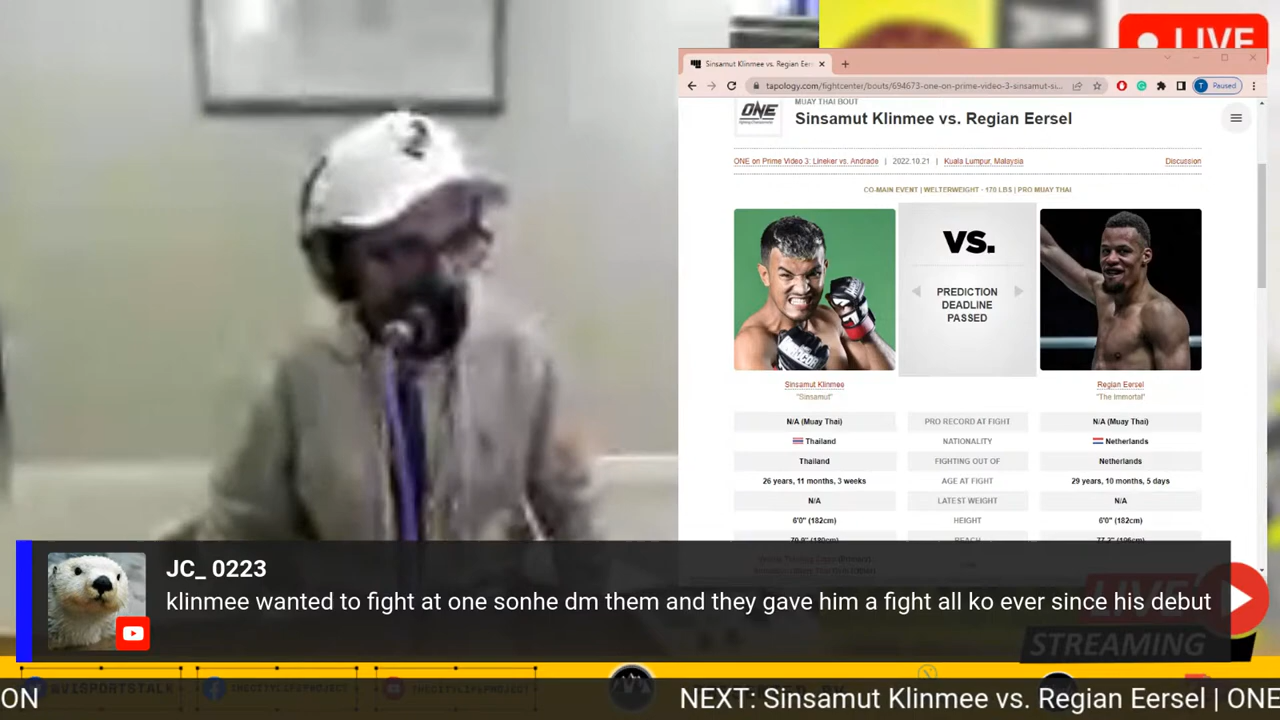 LIVE
Sinsamut Klinmee vs. Regian Eer
tapology.com/fightcenter/bouts/694673-one-on-prime-video-3-sinsamut-si...
T Paused
ONE
MUAY THAI BOUT
Sinsamut Klinmee vs. Regian Eersel
ONE on Prime Video 3: Lineker vs. Andrade | 2022.10.21 | Kuala Lumpur, Malaysia
Discussion
CO-MAIN EVENT | WELTERWEIGHT · 170 LBS | PRO MUAY THAI
VS.
PREDICTION
DEADLINE
PASSED
Sinsamut Klinmee Regian Eersel
"Sinsamut" "The Immortal"
N/A (Muay Thai) PRO RECORD AT FIGHT N/A (Muay Thai)
Thailand NATIONALITY Netherlands
Thailand FIGHTING OUT OF Netherlands
26 years, 11 months, 3 weeks AGE AT FIGHT 29 years, 10 months, 5 days
N/A LATEST WEIGHT N/A
6'0" (182cm) HEIGHT 6'0" (182cm)
REACH
JC_ 0223
klinmee wanted to fight at one sonhe dm them and they gave him a fight all ko ever since his debut
LIVE
STREAMING
@V1SPORTSTALK THECITYLIFEPROJECT THECITYLIFEPROJECT
ON NEXT: Sinsamut Klinmee vs. Regian Eersel | ONE